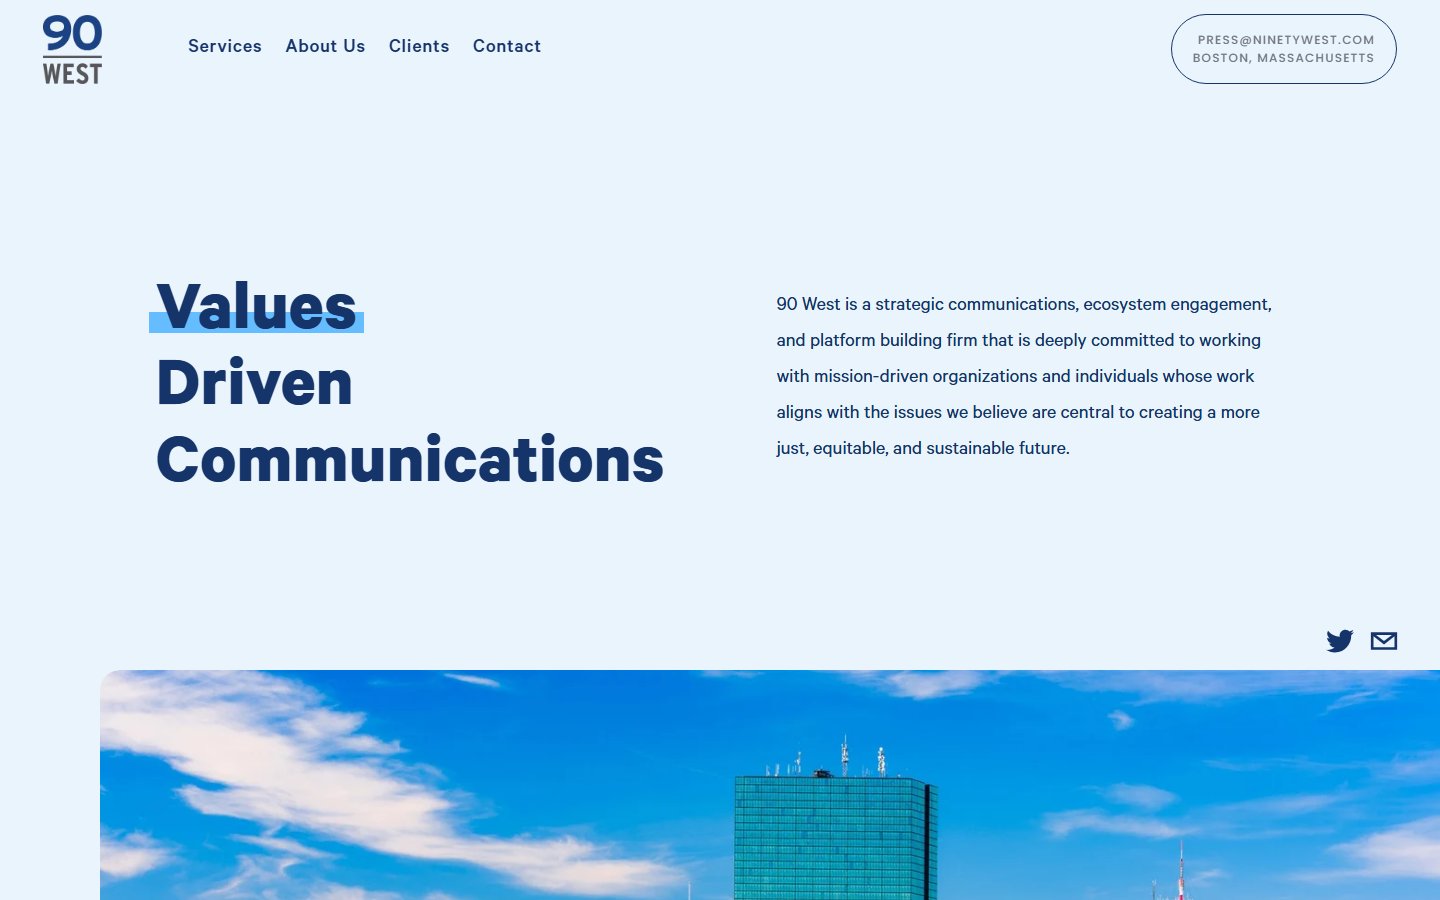 90
WEST
Services
About Us
Clients
Contact
PRESS@NINETYWEST.COM
BOSTON, MASSACHUSETTS
Values
Driven
Communications
90 West is a strategic communications, ecosystem engagement,
and platform building firm that is deeply committed to working
with mission-driven organizations and individuals whose work
aligns with the issues we believe are central to creating a more
just, equitable, and sustainable future.